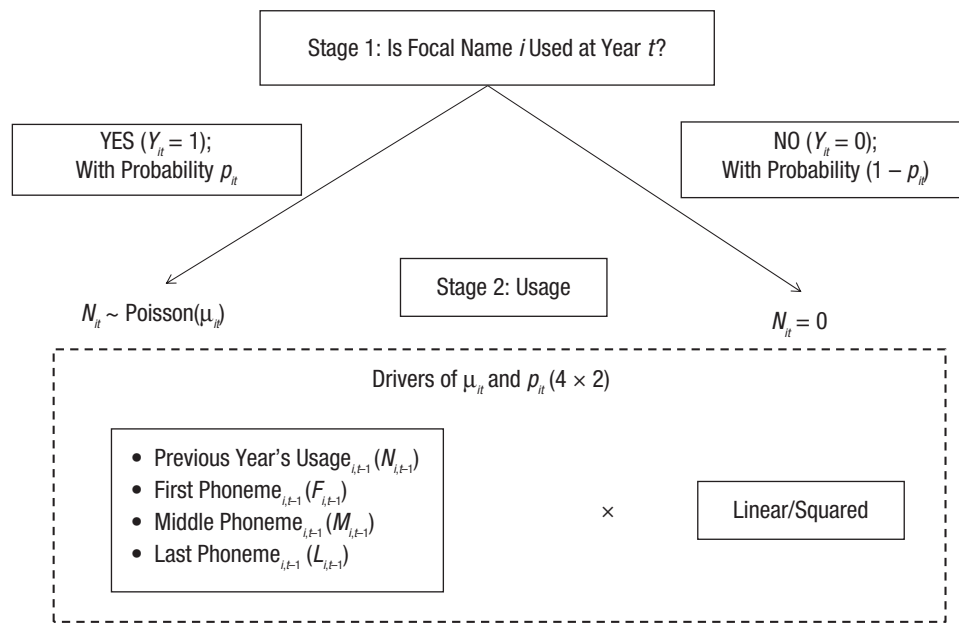 Stage 1: Is Focal Name i Used at Year t?
YES (Y_it = 1);
With Probability p_it
NO (Y_it = 0);
With Probability (1 – p_it)
Stage 2: Usage
N_it ~ Poisson(μ_it)
N_it = 0
Drivers of μ_it and p_it (4 × 2)
• Previous Year's Usage_i,t–1 (N_i,t–1)
• First Phoneme_i,t–1 (F_i,t–1)
• Middle Phoneme_i,t–1 (M_i,t–1)
• Last Phoneme_i,t–1 (L_i,t–1)
×
Linear/Squared